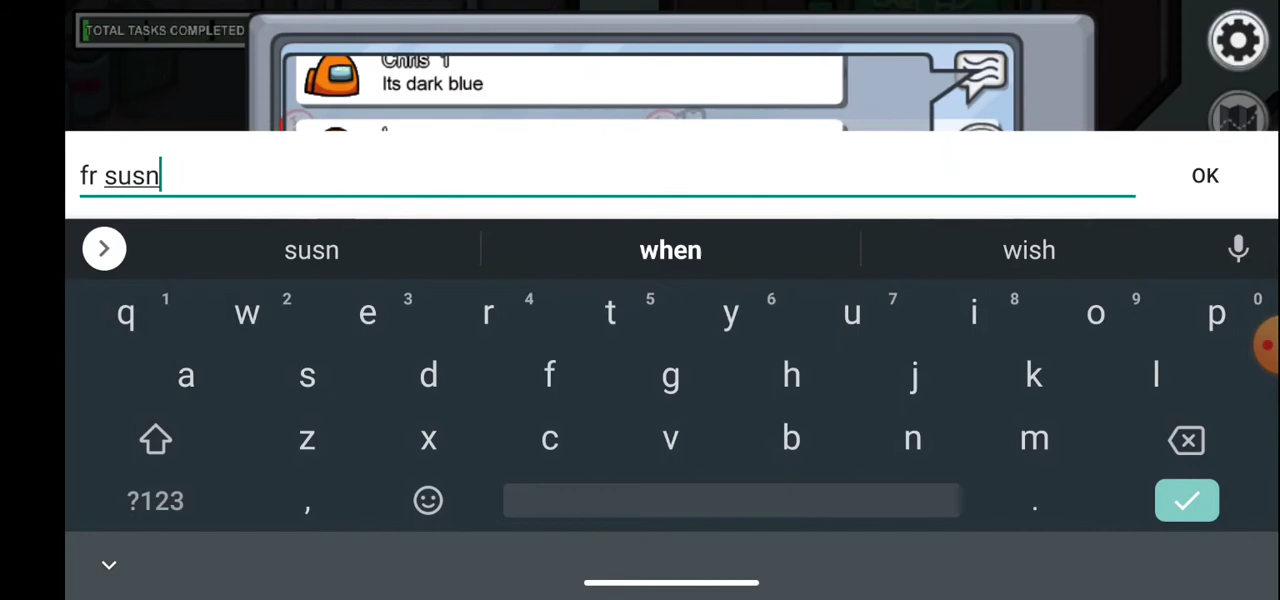 TOTAL TASKS COMPLETED
Chris 1
Its dark blue
fr susn
OK
susn when wish
q 1 w 2 e 3 r 4 t 5 y 6 u 7 i 8 o 9 p 0
a s d f g h j k l
z x c v b n m
?123 , .